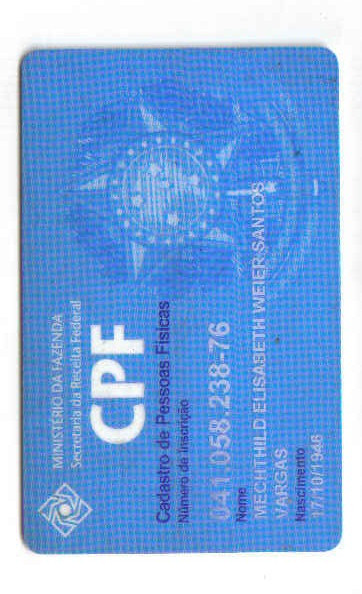 MINISTÉRIO DA FAZENDA
Secretaria da Receita Federal
CPF
Cadastro de Pessoas Físicas
Número de inscrição
041.058.238-76
Nome
MECHTHILD ELISABETH WEIER SANTOS
VARGAS
Nascimento
17/10/1946